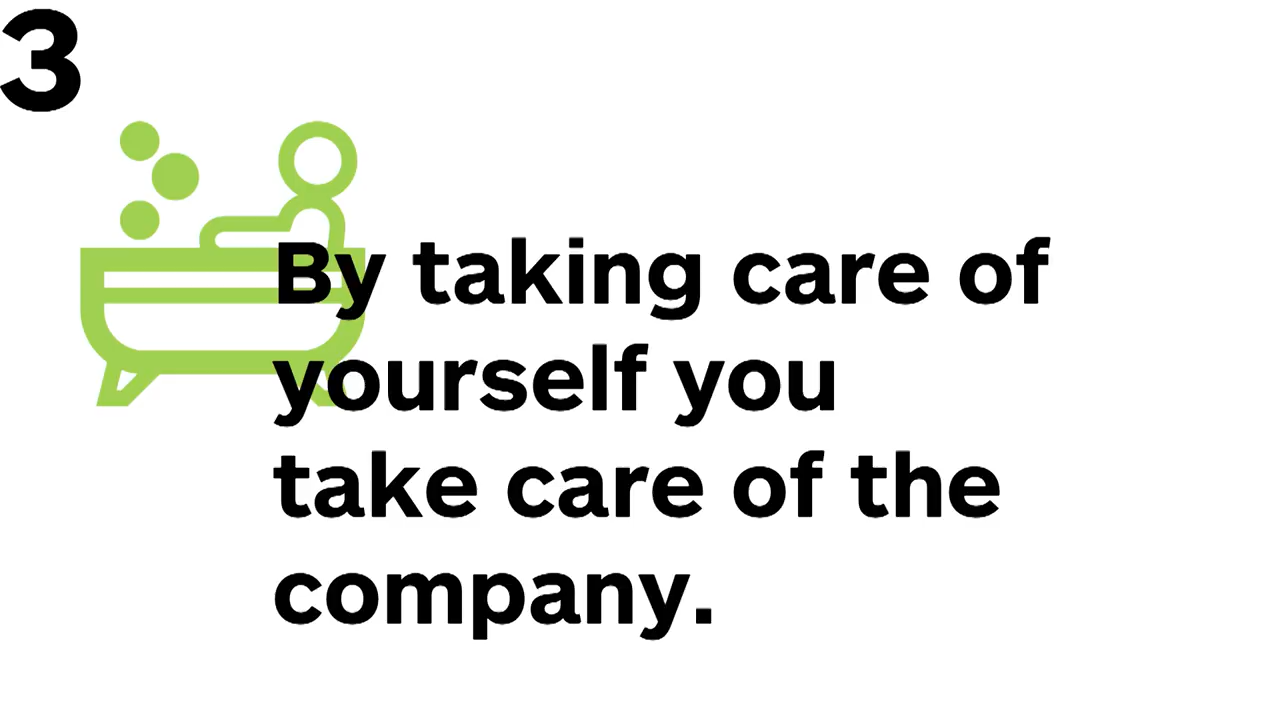 3
By taking care of
yourself you
take care of the
company.